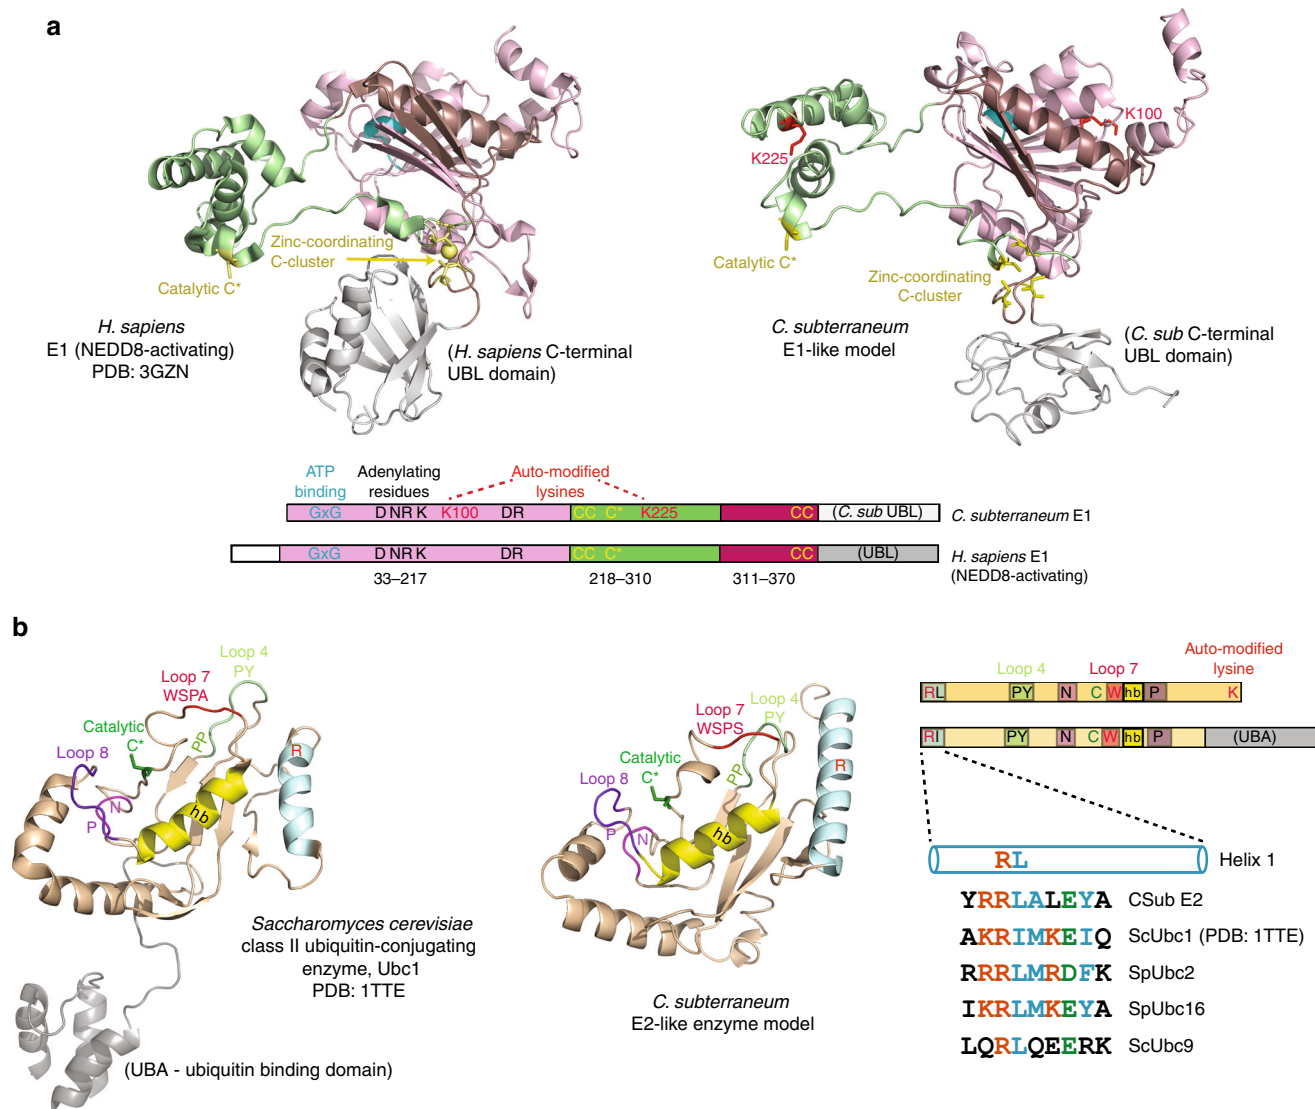 a
K225
K100
Catalytic C*
Zinc-coordinating
C-cluster
H. sapiens
E1 (NEDD8-activating)
PDB: 3GZN
(H. sapiens C-terminal
UBL domain)
Catalytic C*
Zinc-coordinating
C-cluster
C. subterraneum
E1-like model
(C. sub C-terminal
UBL domain)
ATP
binding
Adenylating
residues
Auto-modified
lysines
GxG D NR K K100 DR CC C* K225 CC (C. sub UBL) C. subterraneum E1
GxG D NR K DR CC C* CC (UBL) H. sapiens E1
(NEDD8-activating)
33–217 218–310 311–370
b
Loop 4
PY
Loop 7
WSPA
Catalytic
C*
PP
Loop 8
N
P
hb
R
Saccharomyces cerevisiae
class II ubiquitin-conjugating
enzyme, Ubc1
PDB: 1TTE
(UBA - ubiquitin binding domain)
Loop 7
WSPS
Loop 4
PY
Catalytic
C*
PP
Loop 8
P
N
hb
R
C. subterraneum
E2-like enzyme model
Auto-modified
lysine
Loop 4 Loop 7
RL PY N C W hb P K
RI PY N C W hb P (UBA)
RL Helix 1
YRRLALEYA CSub E2
AKRIMKEIQ ScUbc1 (PDB: 1TTE)
RRRLMRDFK SpUbc2
IKRLMKEYA SpUbc16
LQRLQEERK ScUbc9